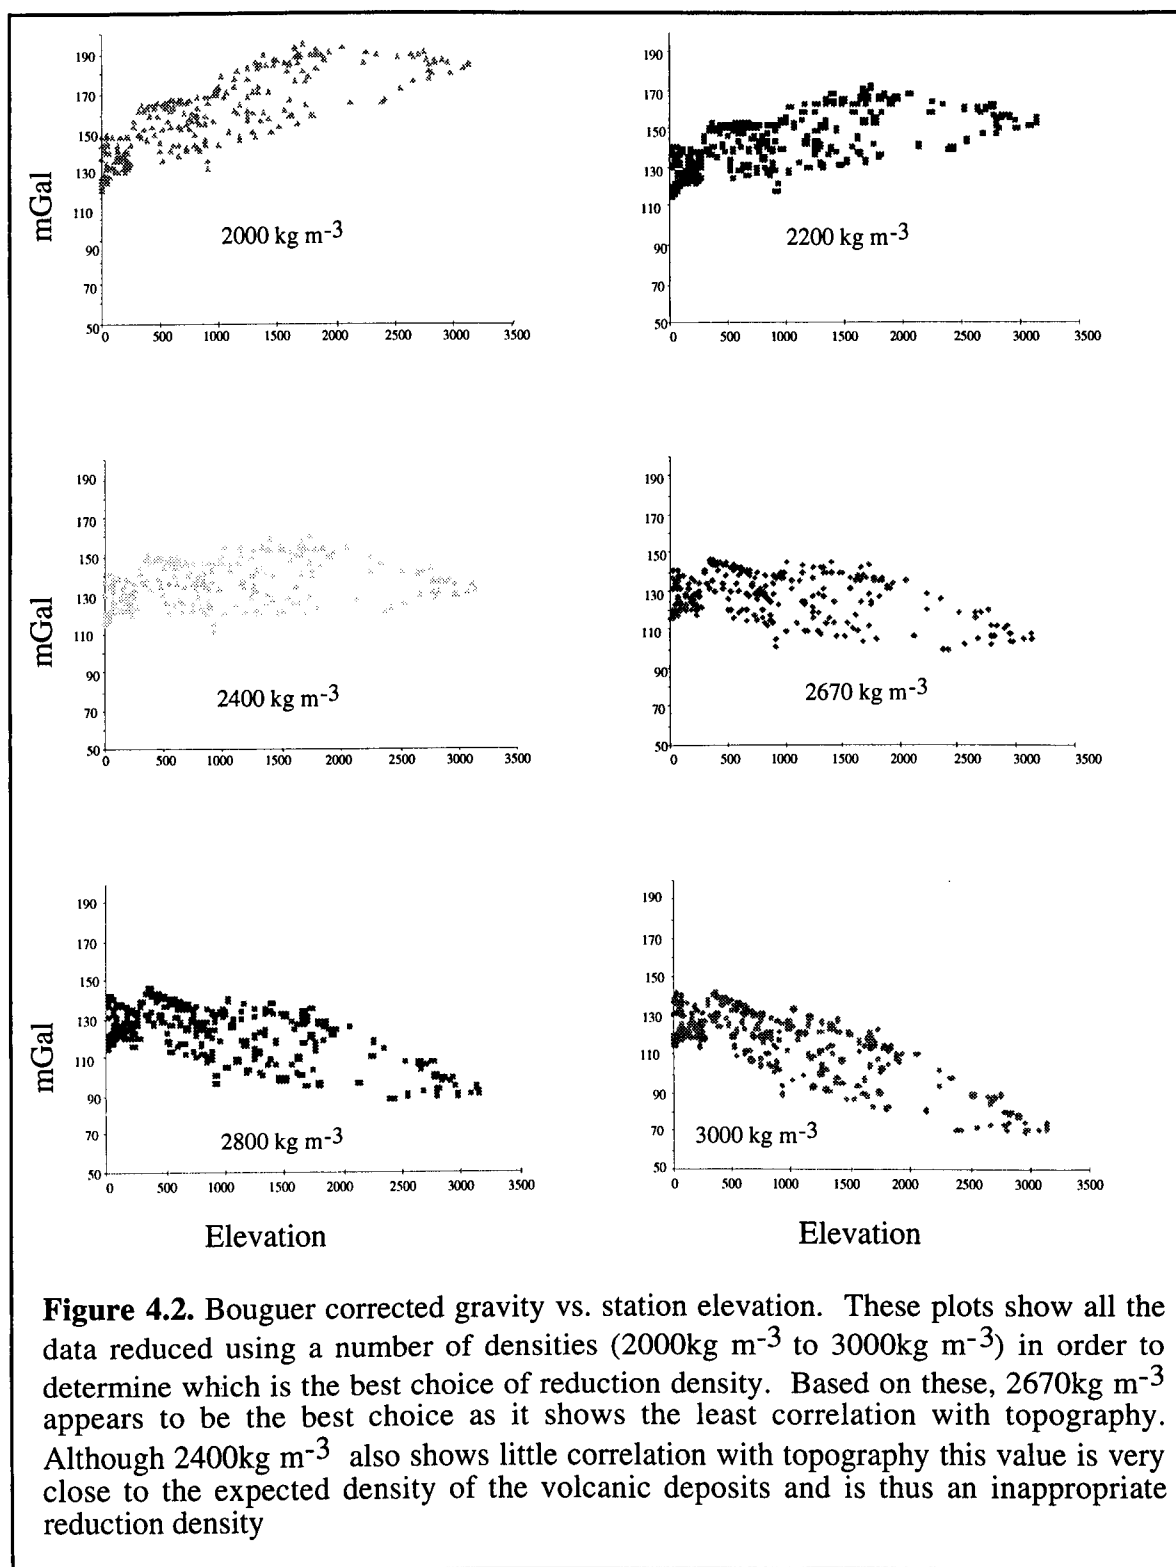 190
170
150
130
110
90
70
50
0 500 1000 1500 2000 2500 3000 3500
mGal
2000 kg m-3
190
170
150
130
110
90
70
50
0 500 1000 1500 2000 2500 3000 3500
2200 kg m-3
190
170
150
130
110
90
70
50
0 500 1000 1500 2000 2500 3000 3500
mGal
2400 kg m-3
190
170
150
130
110
90
70
50
0 500 1000 1500 2000 2500 3000 3500
2670 kg m-3
190
170
150
130
110
90
70
50
0 500 1000 1500 2000 2500 3000 3500
mGal
2800 kg m-3
Elevation
190
170
150
130
110
90
70
50
0 500 1000 1500 2000 2500 3000 3500
3000 kg m-3
Elevation
Figure 4.2. Bouguer corrected gravity vs. station elevation. These plots show all the
data reduced using a number of densities (2000kg m-3 to 3000kg m-3) in order to
determine which is the best choice of reduction density. Based on these, 2670kg m-3
appears to be the best choice as it shows the least correlation with topography.
Although 2400kg m-3 also shows little correlation with topography this value is very
close to the expected density of the volcanic deposits and is thus an inappropriate
reduction density